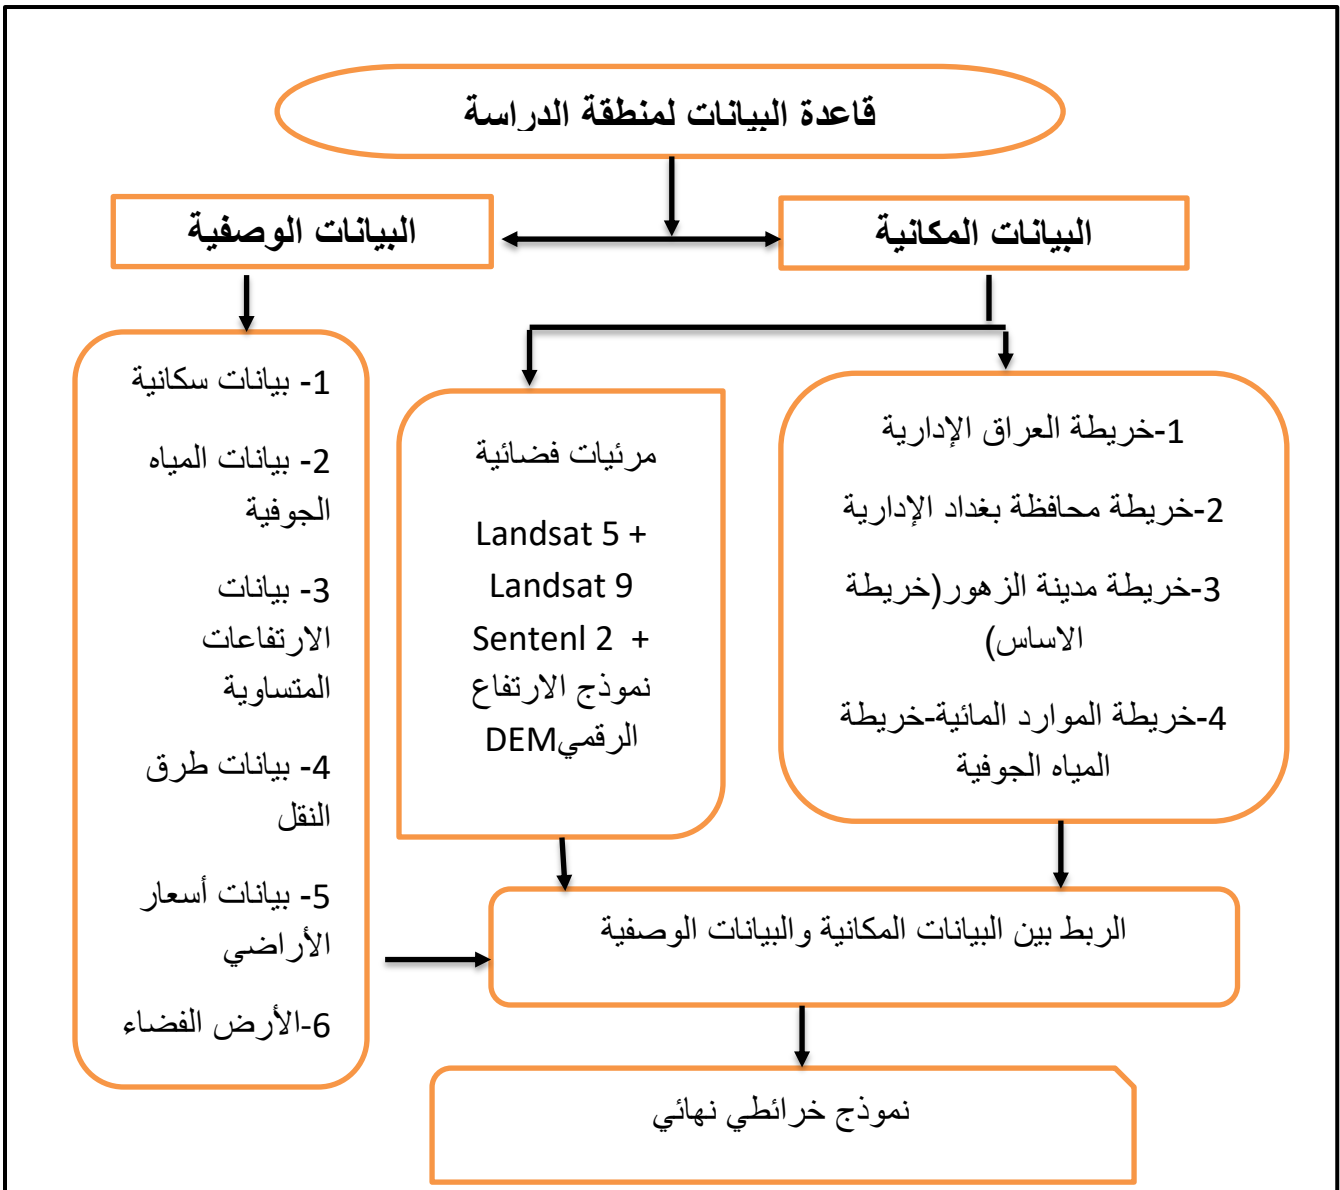 قاعدة البيانات لمنطقة الدراسة
البيانات المكانية
البيانات الوصفية
1-خريطة العراق الإدارية
2-خريطة محافظة بغداد الإدارية
3-خريطة مدينة الزهور(خريطة
الاساس)
4-خريطة الموارد المائية-خريطة
المياه الجوفية
مرئيات فضائية
Landsat 5 +
Landsat 9
Sentenl 2 +
نموذج الارتفاع
الرقميDEM
1- بيانات سكانية
2- بيانات المياه
الجوفية
3- بيانات
الارتفاعات
المتساوية
4- بيانات طرق
النقل
5- بيانات أسعار
الأراضي
6-الأرض الفضاء
الربط بين البيانات المكانية والبيانات الوصفية
نموذج خرائطي نهائي